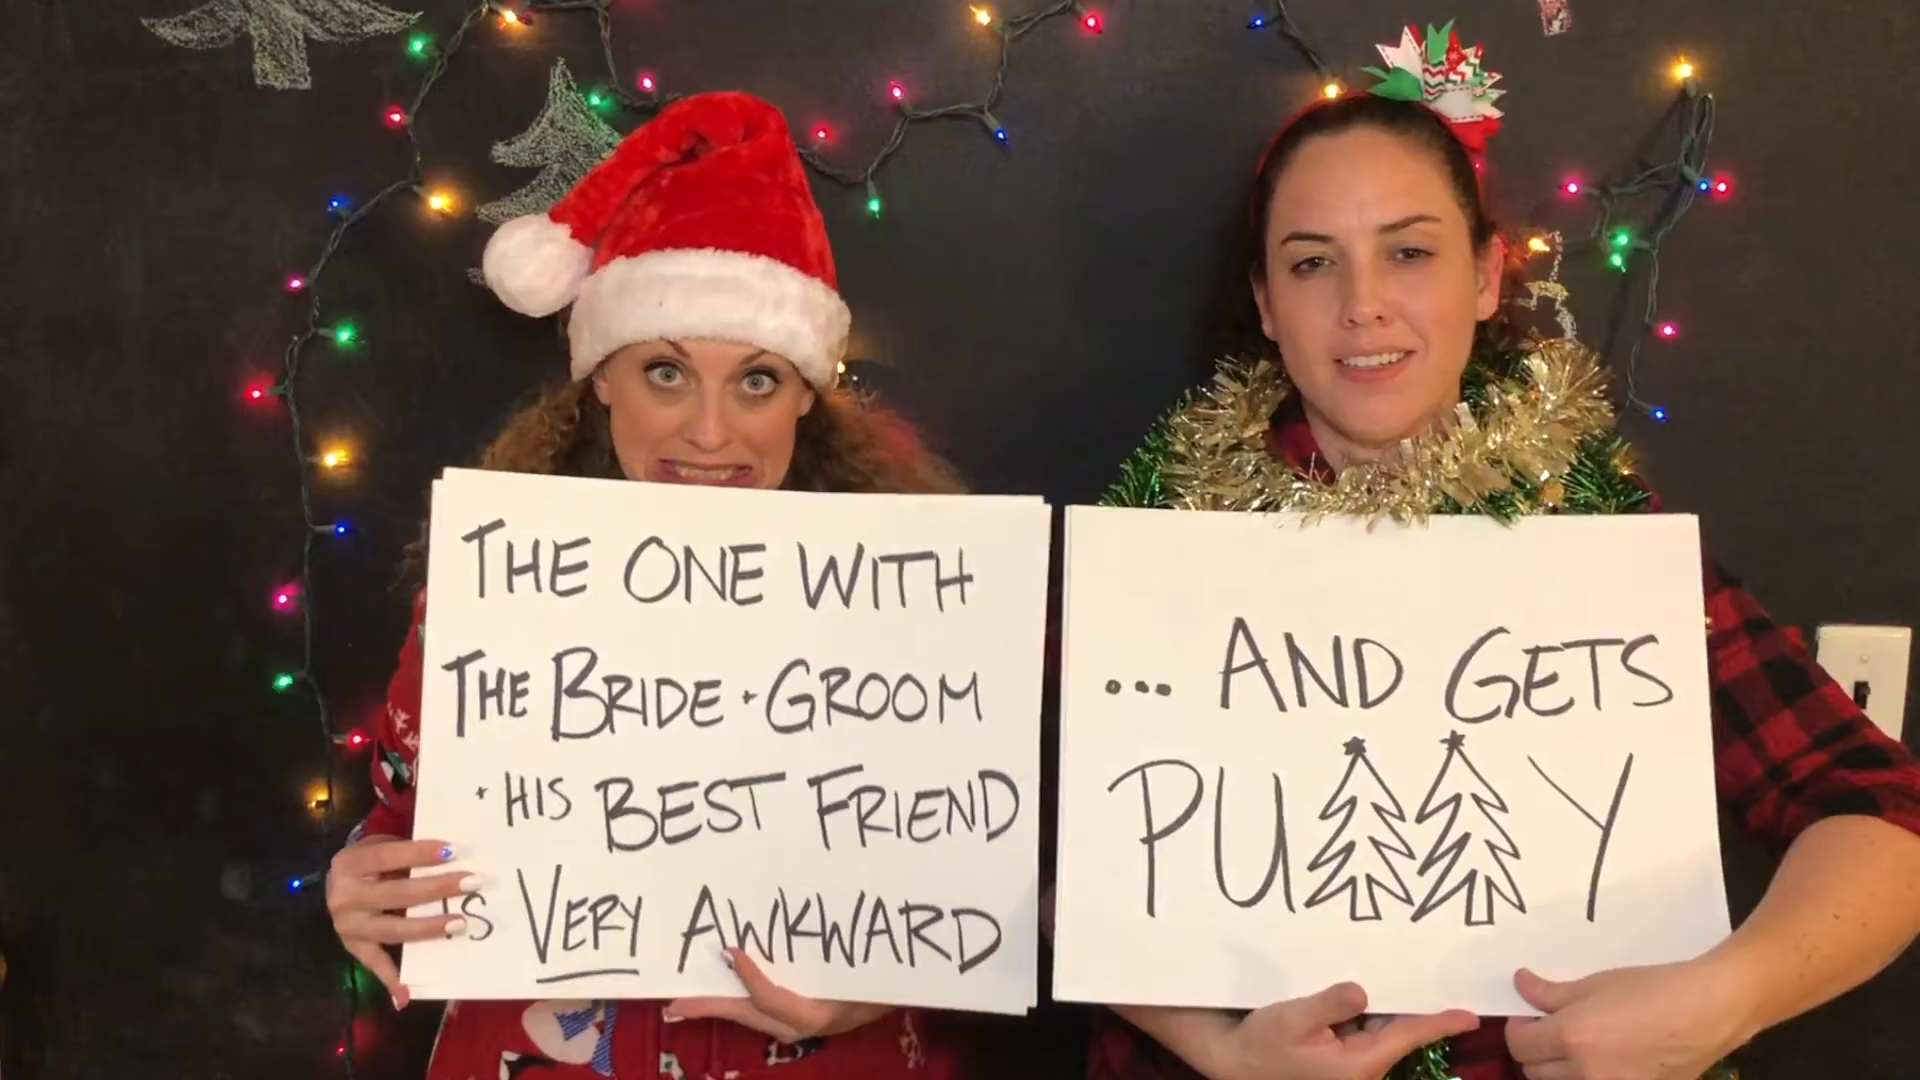 THE ONE WITH
THE BRIDE + GROOM
+ HIS BEST FRIEND
IS VERY AWKWARD
... AND GETS
PU🎄🎄Y